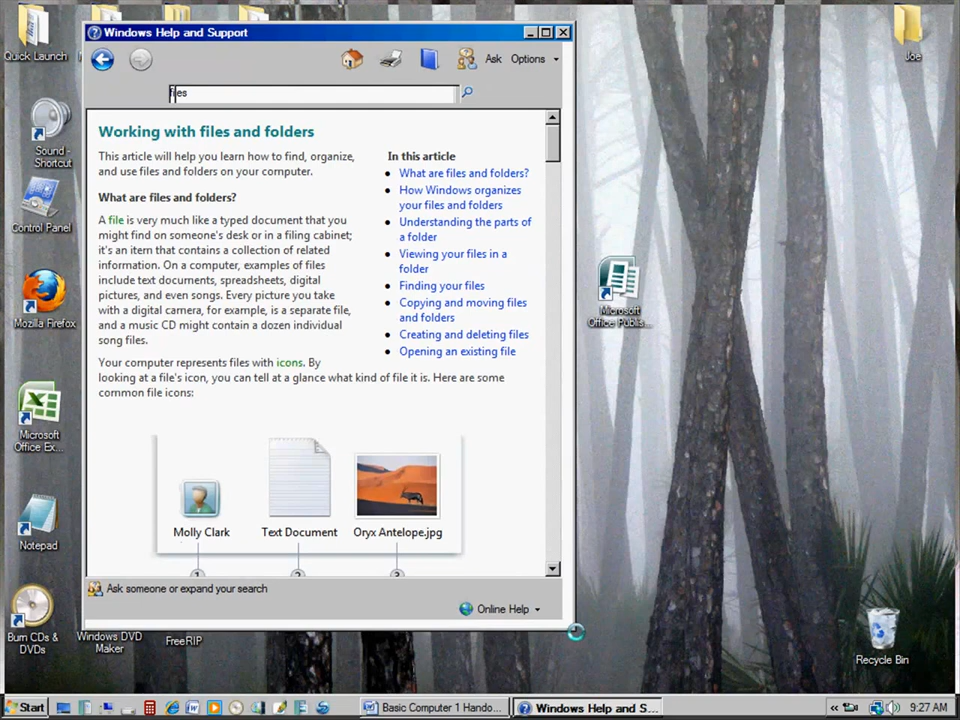 Quick Launch
Joe
Windows Help and Support
Ask
Options
files
Sound -
Shortcut
Control Panel
Mozilla Firefox
Microsoft
Office Ex...
Notepad
Burn CDs &
DVDs
Windows DVD
Maker
FreeRIP
Working with files and folders
This article will help you learn how to find, organize,
and use files and folders on your computer.
What are files and folders?
A file is very much like a typed document that you
might find on someone's desk or in a filing cabinet;
it's an item that contains a collection of related
information. On a computer, examples of files
include text documents, spreadsheets, digital
pictures, and even songs. Every picture you take
with a digital camera, for example, is a separate file,
and a music CD might contain a dozen individual
song files.
Your computer represents files with icons. By
looking at a file's icon, you can tell at a glance what kind of file it is. Here are some
common file icons:
In this article
What are files and folders?
How Windows organizes
your files and folders
Understanding the parts of
a folder
Viewing your files in a
folder
Finding your files
Copying and moving files
and folders
Creating and deleting files
Opening an existing file
Molly Clark
Text Document
Oryx Antelope.jpg
1
2
3
Ask someone or expand your search
Online Help
Microsoft
Office Publis...
Recycle Bin
Start
Basic Computer 1 Hando...
Windows Help and S...
9:27 AM